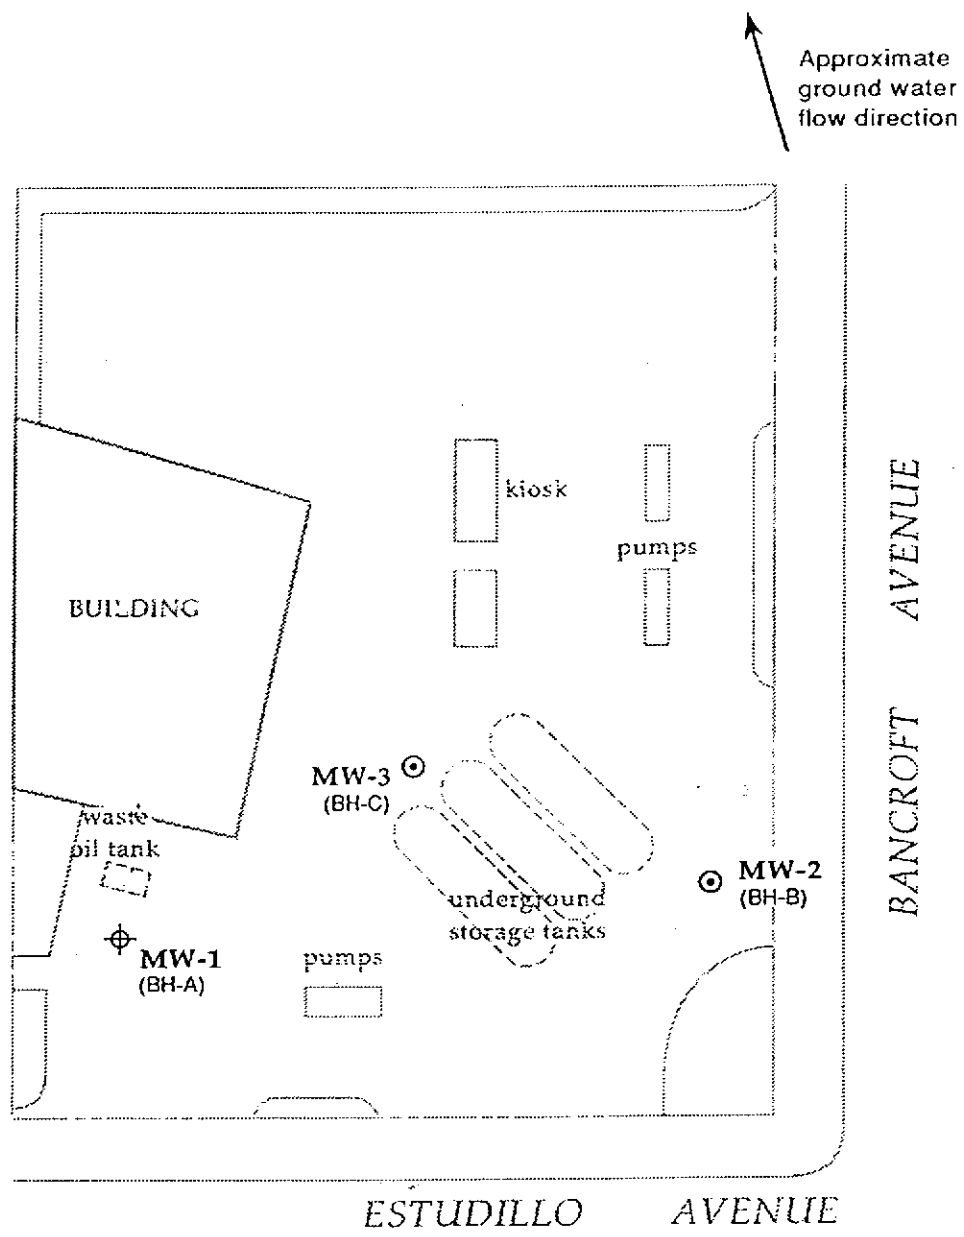 Approximate
ground water
flow direction
kiosk
pumps
BUILDING
MW-3
(BH-C)
waste
oil tank
MW-2
(BH-B)
underground
storage tanks
MW-1
(BH-A)
pumps
BANCROFT AVENUE
ESTUDILLO AVENUE